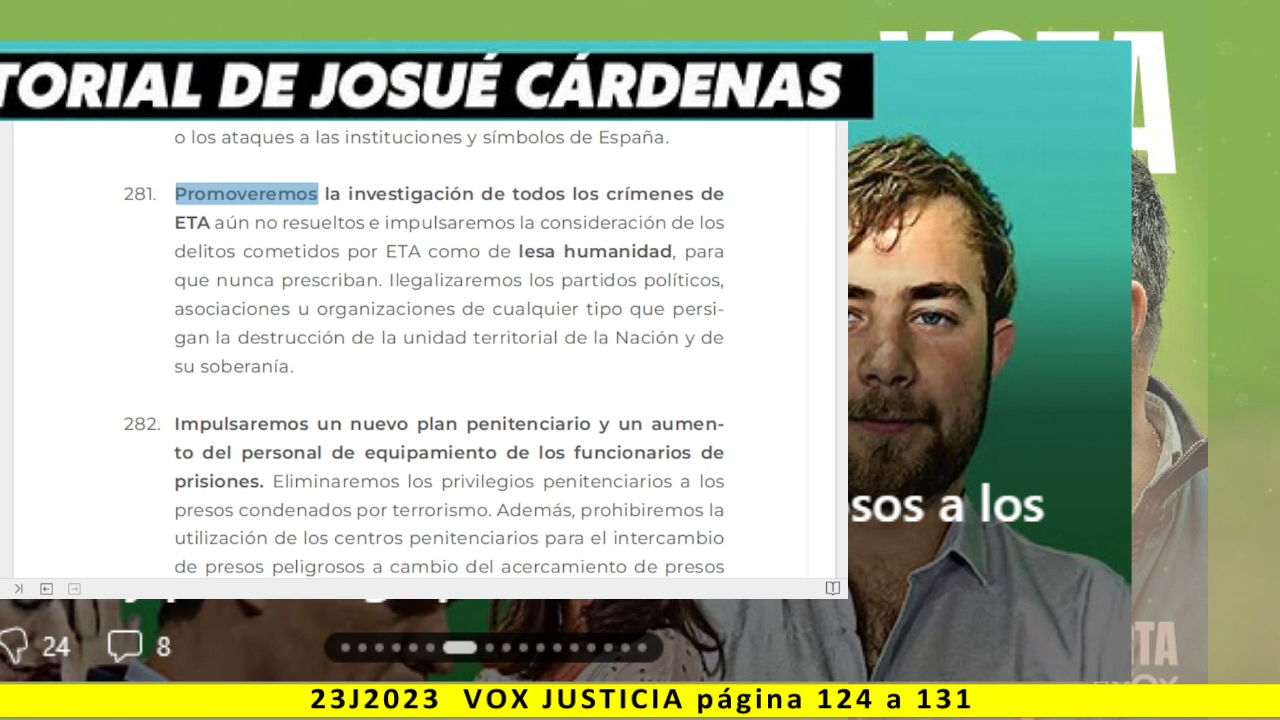 VOTA
TORIAL DE JOSUÉ CÁRDENAS
o los ataques a las instituciones y símbolos de España.
281. Promoveremos la investigación de todos los crímenes de
ETA aún no resueltos e impulsaremos la consideración de los
delitos cometidos por ETA como de lesa humanidad, para
que nunca prescriban. Ilegalizaremos los partidos políticos,
asociaciones u organizaciones de cualquier tipo que persi-
gan la destrucción de la unidad territorial de la Nación y de
su soberanía.
282. Impulsaremos un nuevo plan penitenciario y un aumen-
to del personal de equipamiento de los funcionarios de
prisiones. Eliminaremos los privilegios penitenciarios a los
presos condenados por terrorismo. Además, prohibiremos la
utilización de los centros penitenciarios para el intercambio
de presos peligrosos a cambio del acercamiento de presos
sos a los
24 8
RTA
23J2023 VOX JUSTICIA página 124 a 131